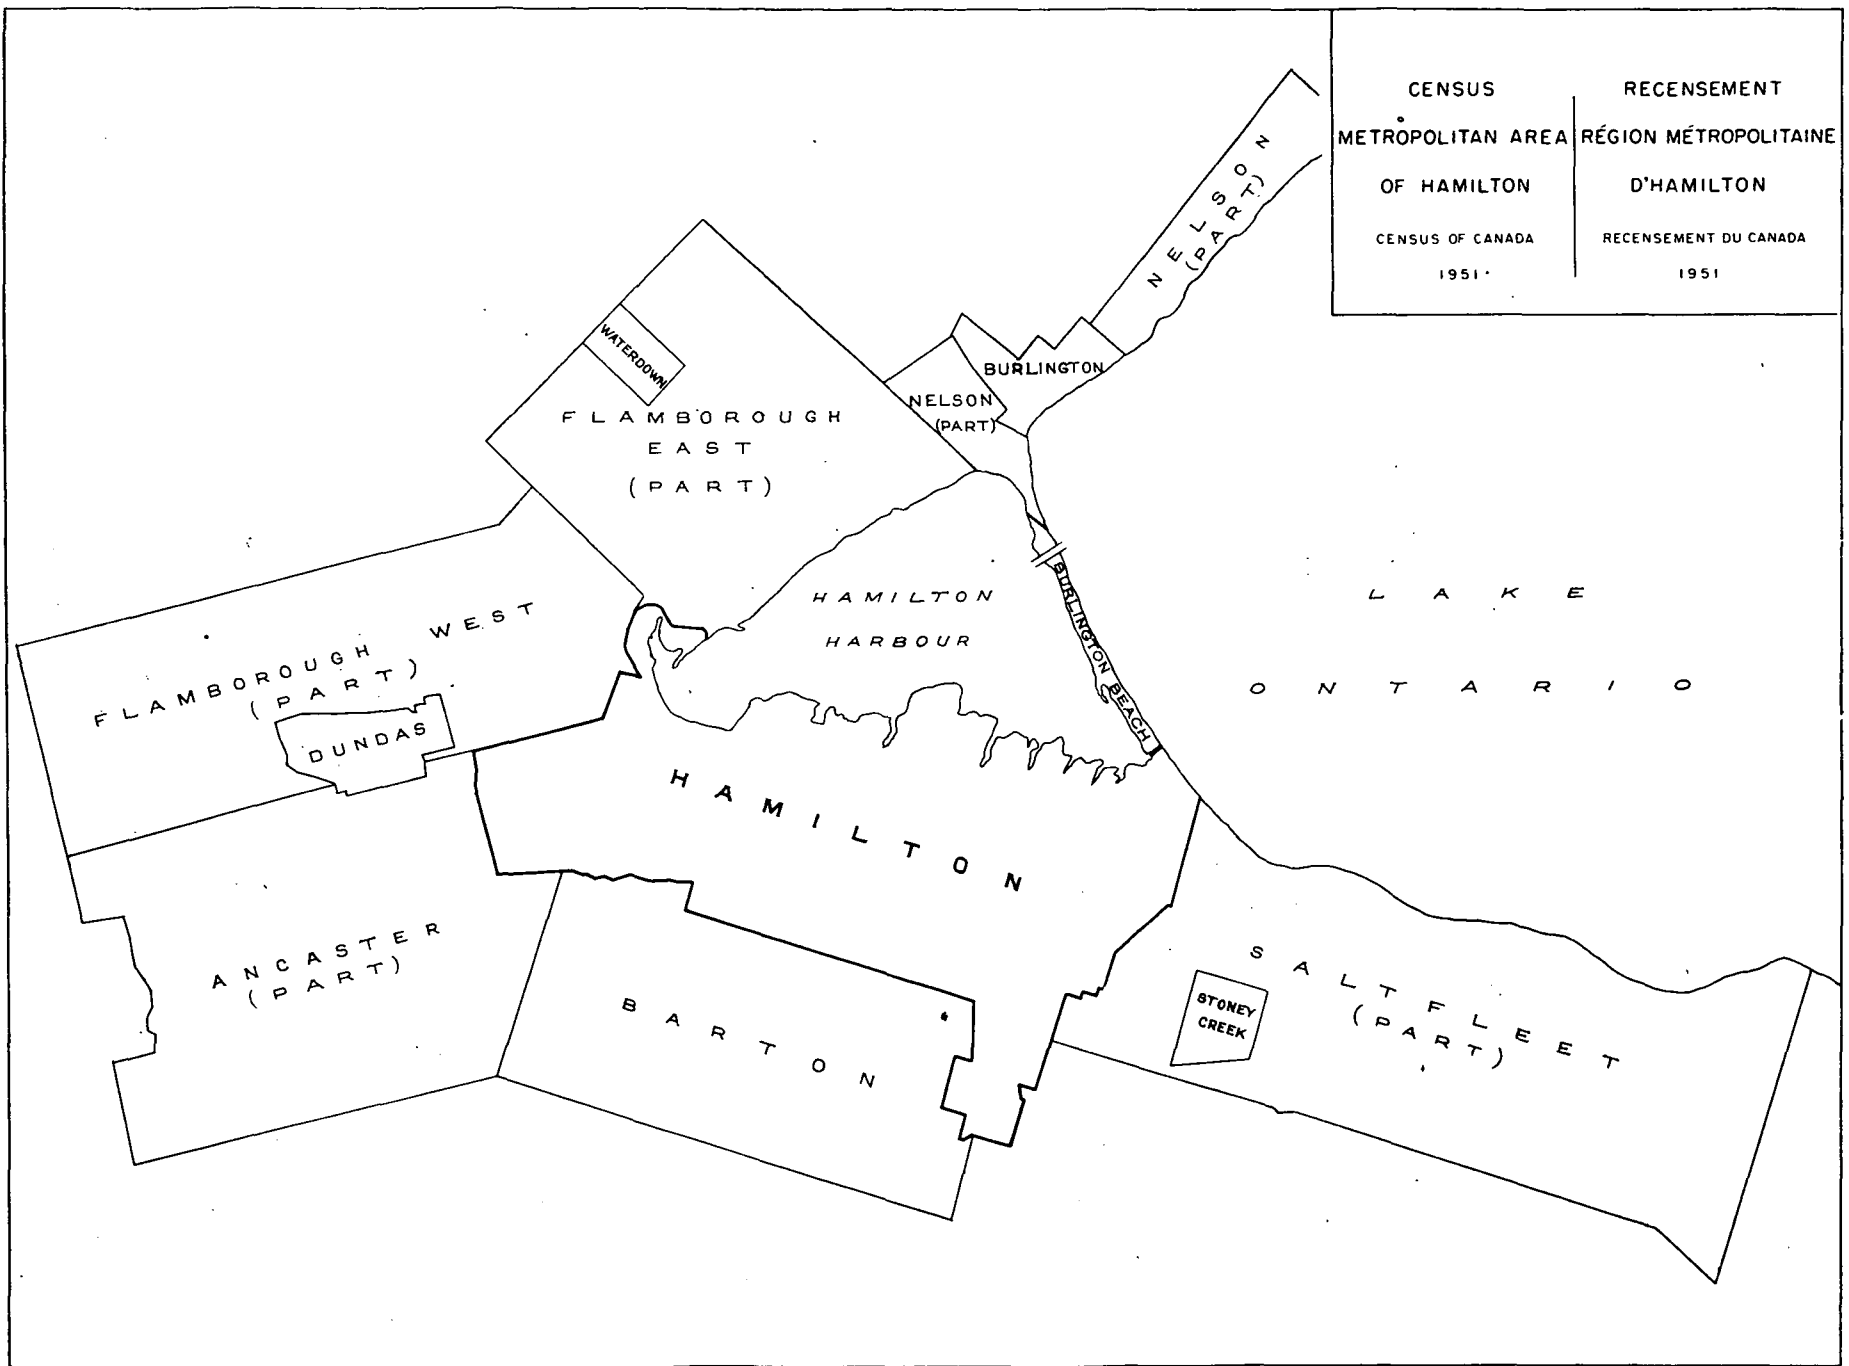 CENSUS
METROPOLITAN AREA
OF HAMILTON
CENSUS OF CANADA
1951
RECENSEMENT
RÉGION MÉTROPOLITAINE
D'HAMILTON
RECENSEMENT DU CANADA
1951
NELSON
(PART)
BURLINGTON
NELSON
(PART)
WATERDOWN
FLAMBOROUGH
EAST
(PART)
HAMILTON
HARBOUR
BURLINGTON BEACH
LAKE
ONTARIO
FLAMBOROUGH WEST
(PART)
DUNDAS
HAMILTON
ANCASTER
(PART)
BARTON
SALTFLEET
(PART)
STONEY
CREEK